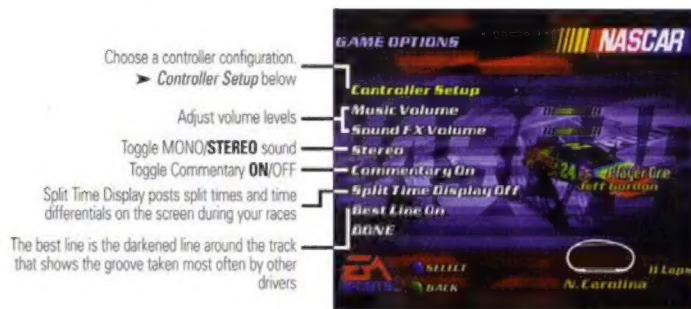 Choose a controller configuration.
➤ Controller Setup below
Adjust volume levels
Toggle MONO/STEREO sound
Toggle Commentary ON/OFF
Split Time Display posts split times and time
differentials on the screen during your races
The best line is the darkened line around the track
that shows the groove taken most often by other
drivers
GAME OPTIONS
NASCAR
Controller Setup
Music Volume
Sound FX Volume
Stereo
Commentary On
Split Time Display Off
Best Line On
DONE
24
Player One
Jeff Gordon
EA
SPORTS
SELECT
BACK
11 Laps
N. Carolina